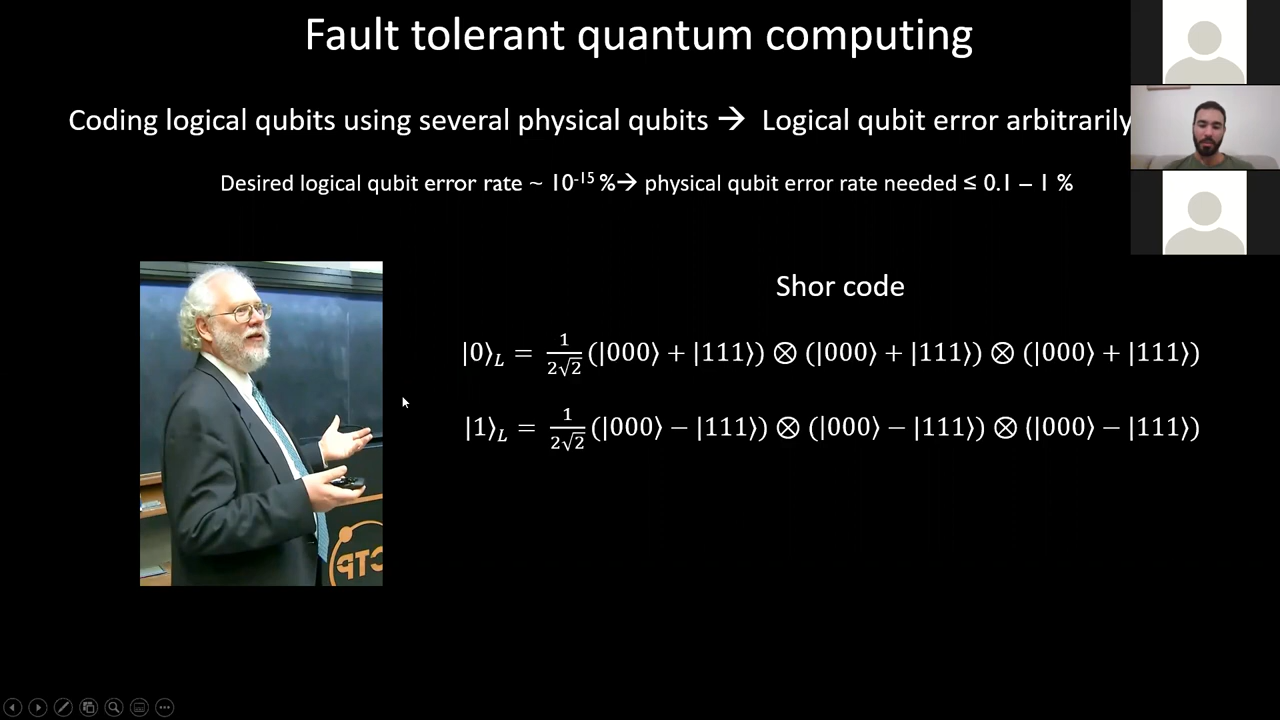 Fault tolerant quantum computing
Coding logical qubits using several physical qubits → Logical qubit error arbitrarily
Desired logical qubit error rate ~ 10⁻¹⁵ %→ physical qubit error rate needed ≤ 0.1 – 1 %
Shor code
|0⟩_L = 1/(2√2) (|000⟩ + |111⟩) ⊗ (|000⟩ + |111⟩) ⊗ (|000⟩ + |111⟩)
|1⟩_L = 1/(2√2) (|000⟩ − |111⟩) ⊗ (|000⟩ − |111⟩) ⊗ (|000⟩ − |111⟩)